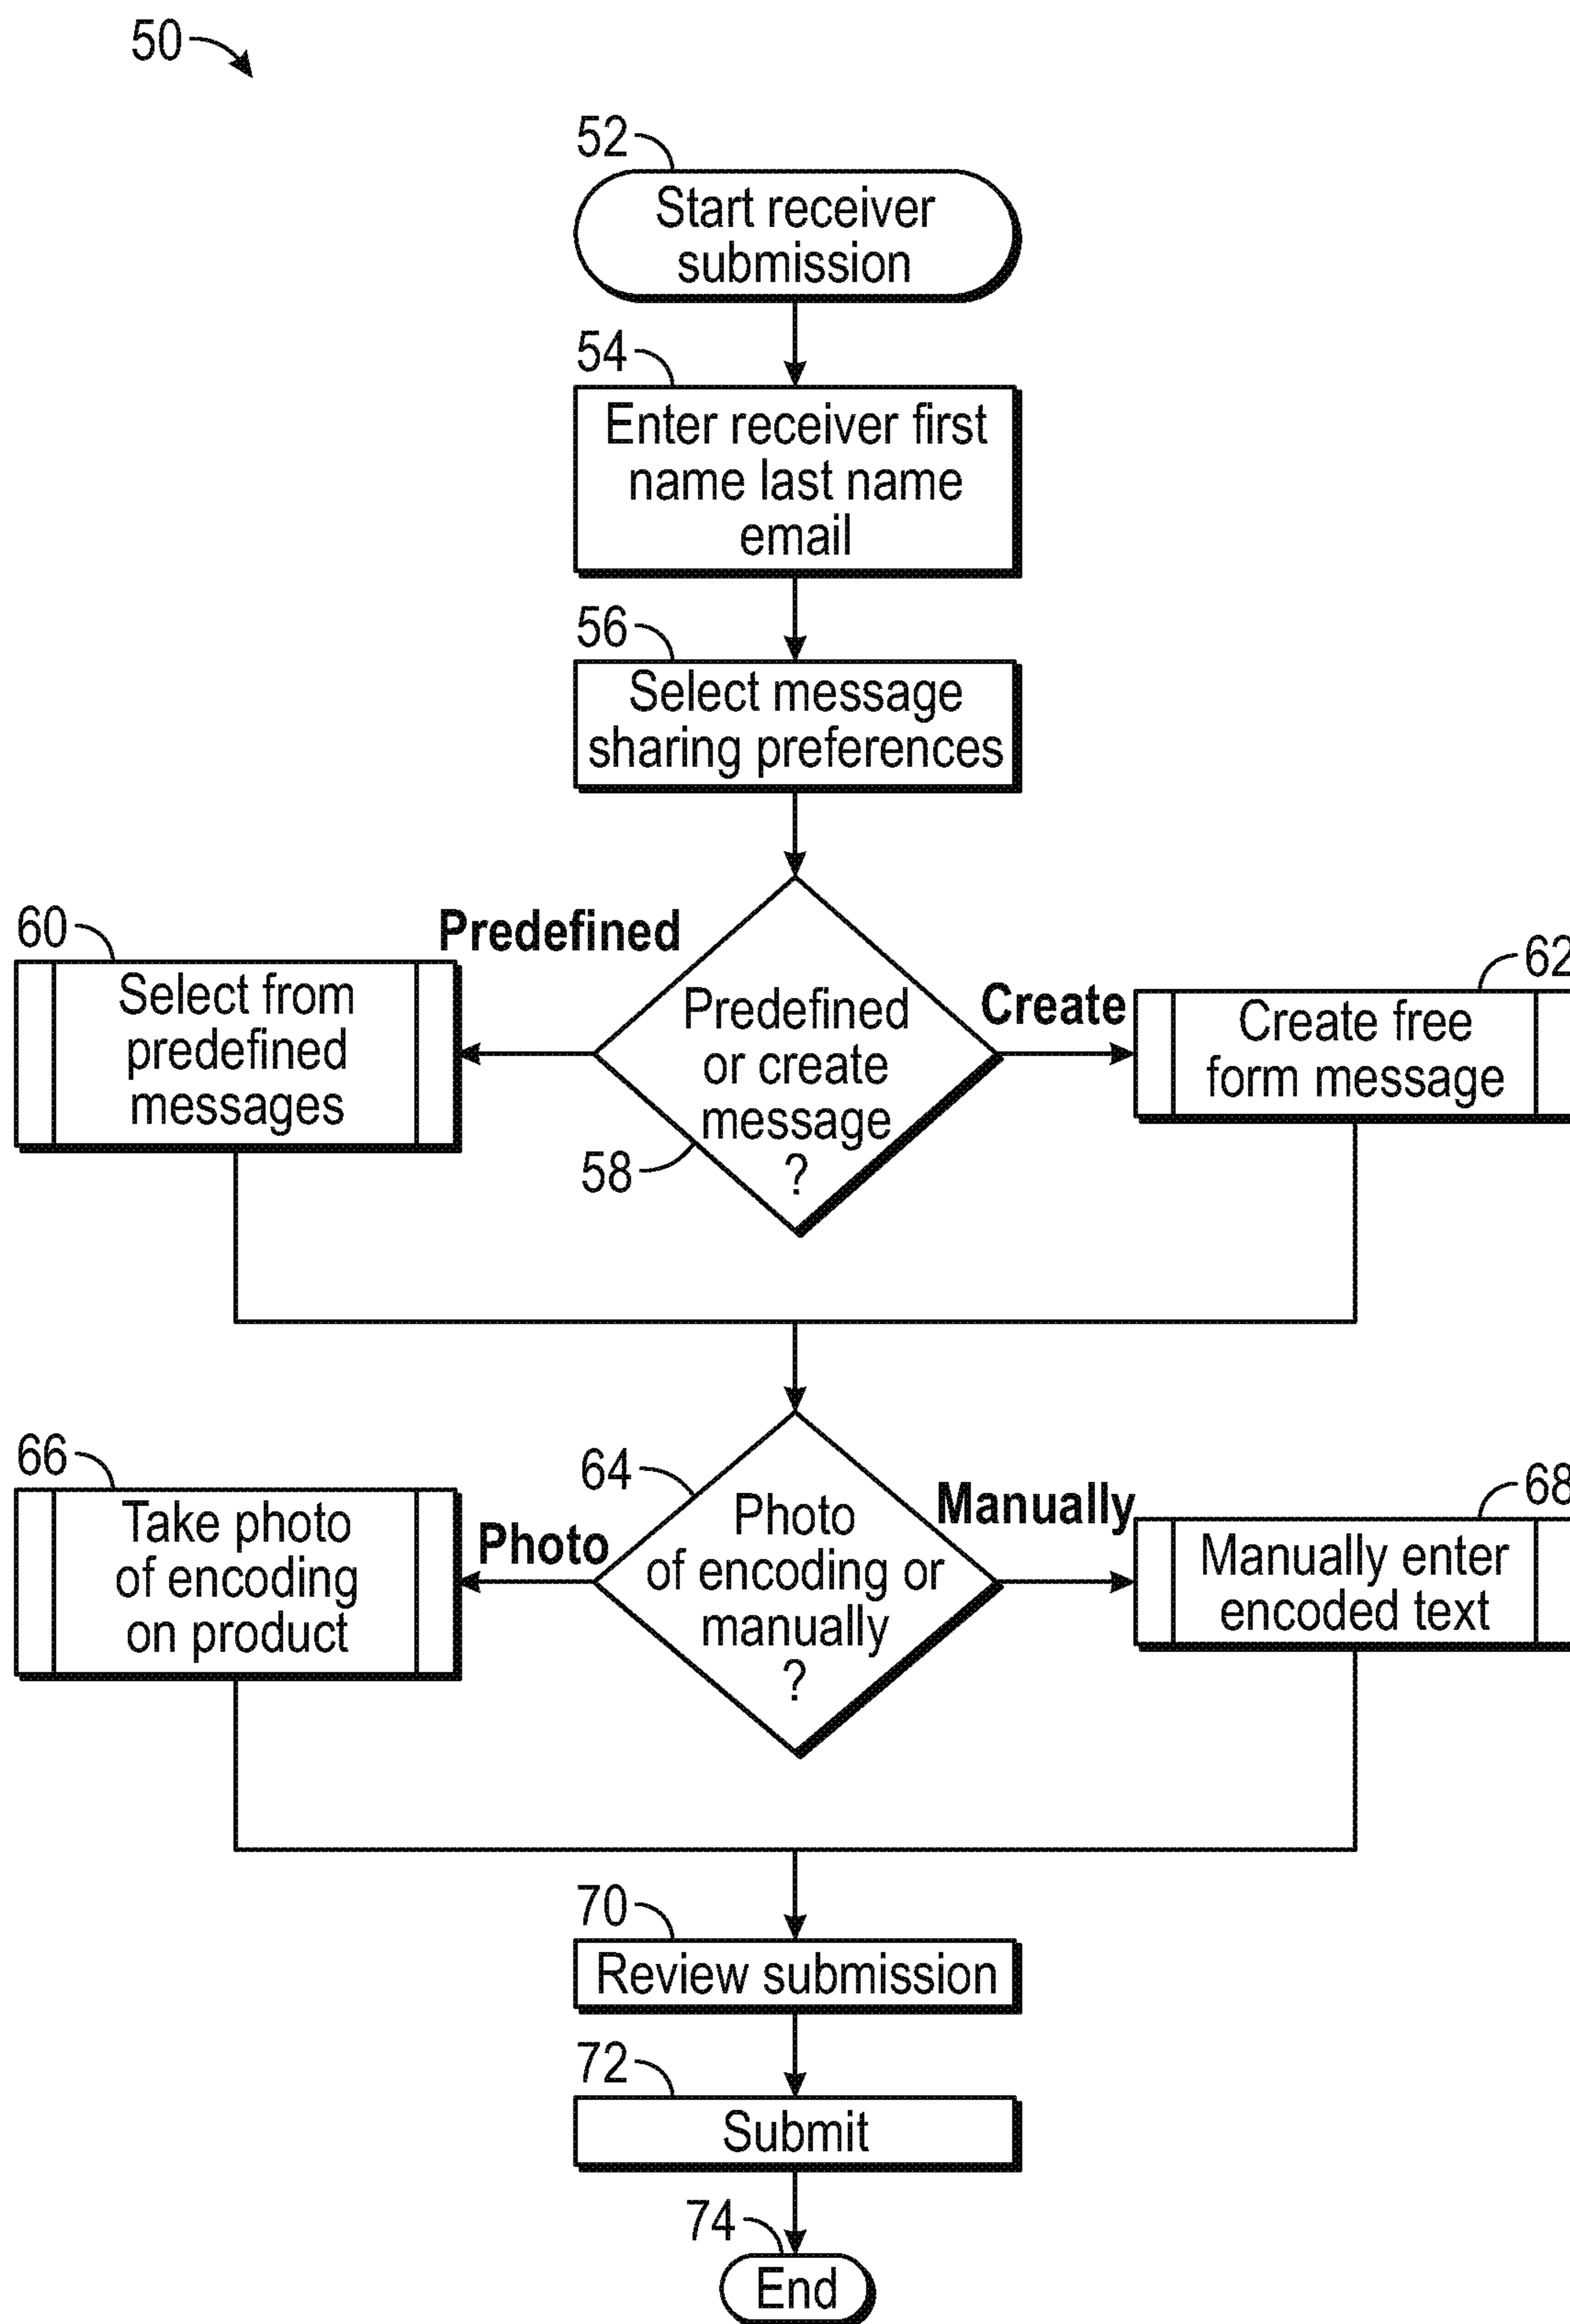 50
52
Start receiver
submission
54
Enter receiver first
name last name
email
56
Select message
sharing preferences
60
Predefined
Select from
predefined
messages
58
Predefined
or create
message
?
Create
62
Create free
form message
66
Photo
Take photo
of encoding
on product
64
Photo
of encoding or
manually
?
Manually
68
Manually enter
encoded text
70
Review submission
72
Submit
74
End